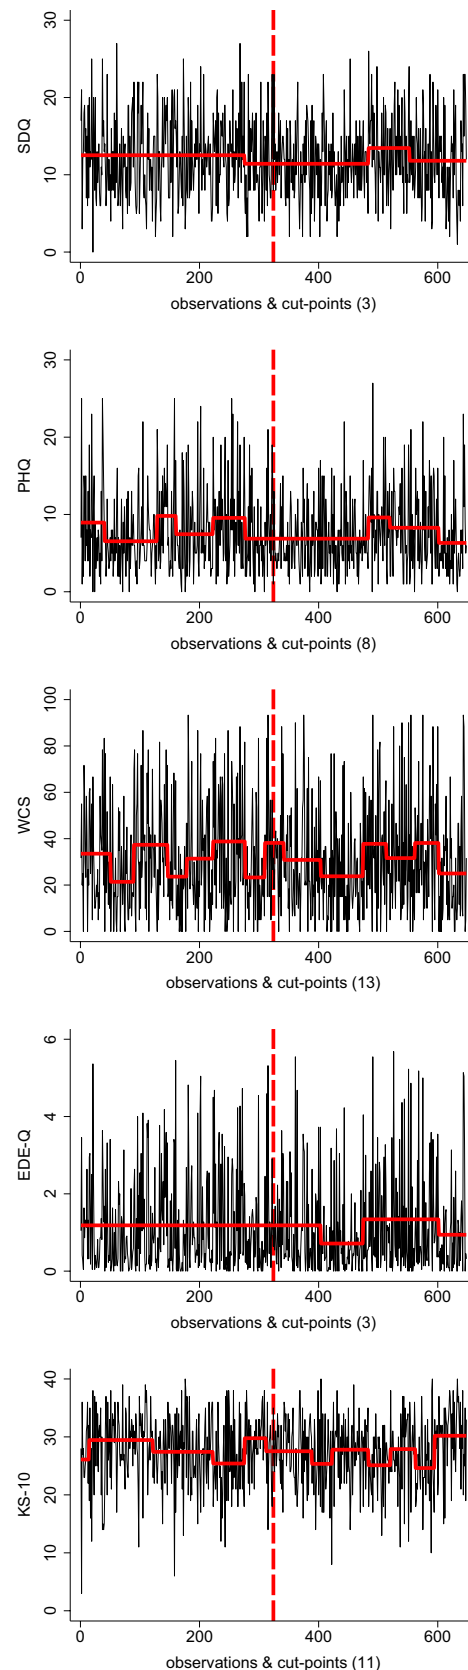 30
20
SDQ
10
0
0 200 400 600
observations & cut-points (3)
30
20
PHQ
10
0
0 200 400 600
observations & cut-points (8)
100
80
60
WCS
40
20
0
0 200 400 600
observations & cut-points (13)
6
4
EDE-Q
2
0
0 200 400 600
observations & cut-points (3)
40
30
KS-10
20
10
0
0 200 400 600
observations & cut-points (11)